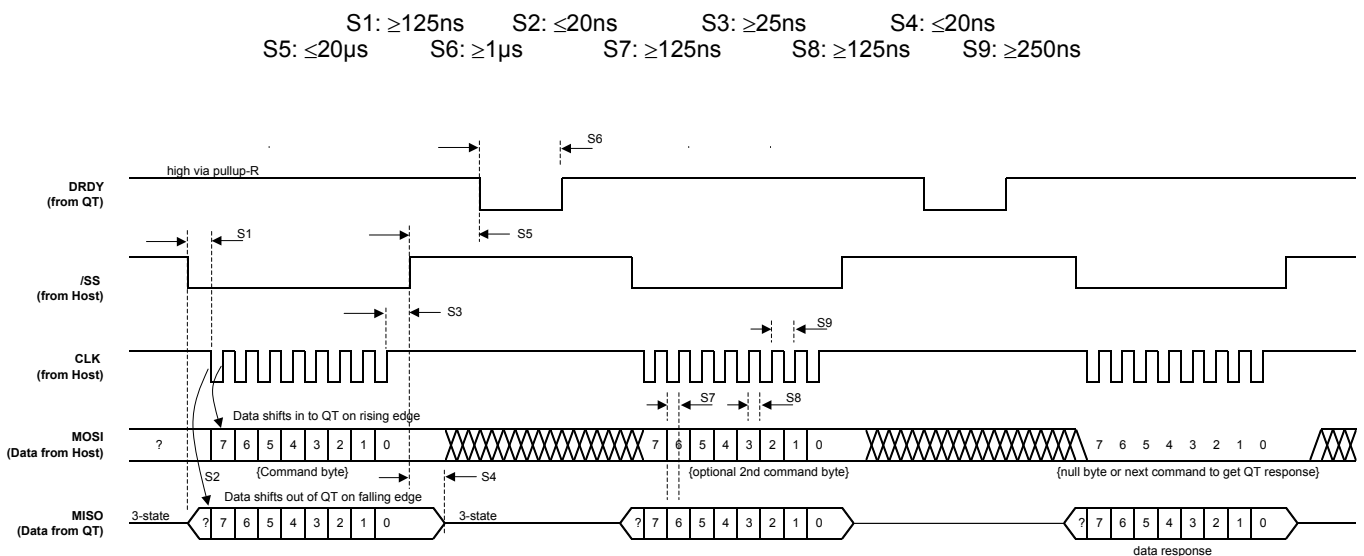 S1: ≥125ns S2: ≤20ns S3: ≥25ns S4: ≤20ns
S5: ≤20µs S6: ≥1µs S7: ≥125ns S8: ≥125ns S9: ≥250ns
S6
high via pullup-R
DRDY
(from QT)
S1
S5
/SS
(from Host)
S3
S9
CLK
(from Host)
S7
S8
Data shifts in to QT on rising edge
MOSI
(Data from Host)
? 7 6 5 4 3 2 1 0 7 6 5 4 3 2 1 0 7 6 5 4 3 2 1 0
{Command byte} {optional 2nd command byte} {null byte or next command to get QT response}
S2
S4
Data shifts out of QT on falling edge
MISO
(Data from QT)
3-state ? 7 6 5 4 3 2 1 0 3-state ? 7 6 5 4 3 2 1 0 ? 7 6 5 4 3 2 1 0
data response